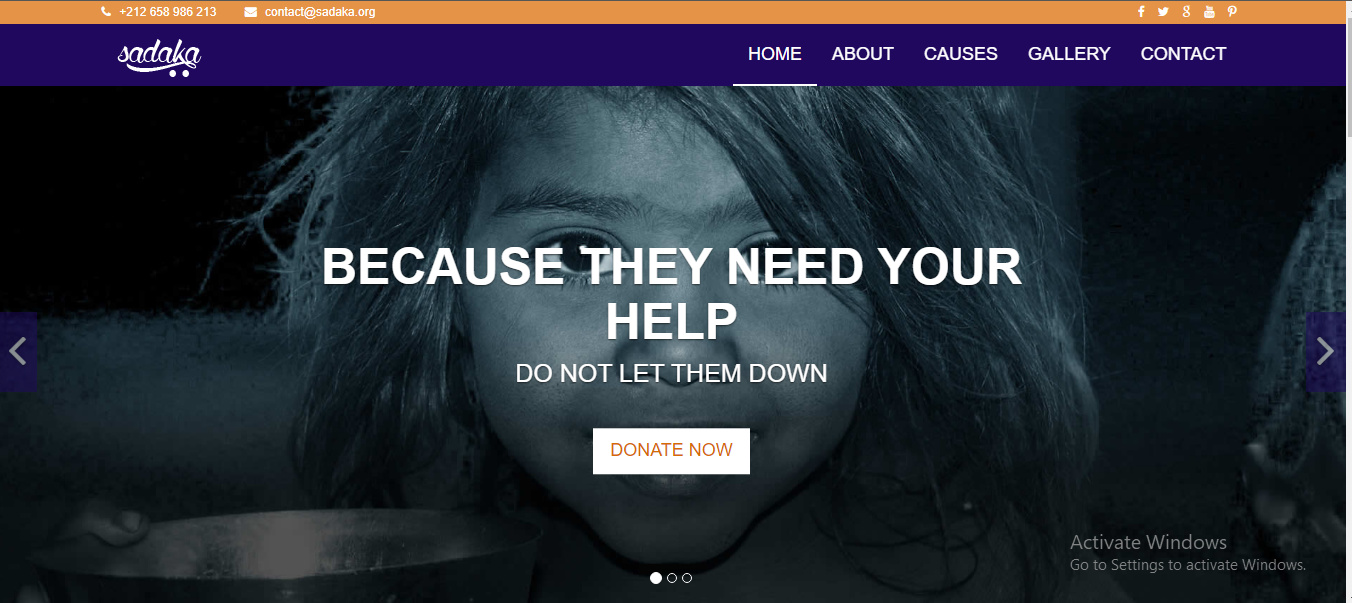 +212 658 986 213 contact@sadaka.org
sadaka
HOME ABOUT CAUSES GALLERY CONTACT
BECAUSE THEY NEED YOUR
HELP
DO NOT LET THEM DOWN
DONATE NOW
Activate Windows
Go to Settings to activate Windows.